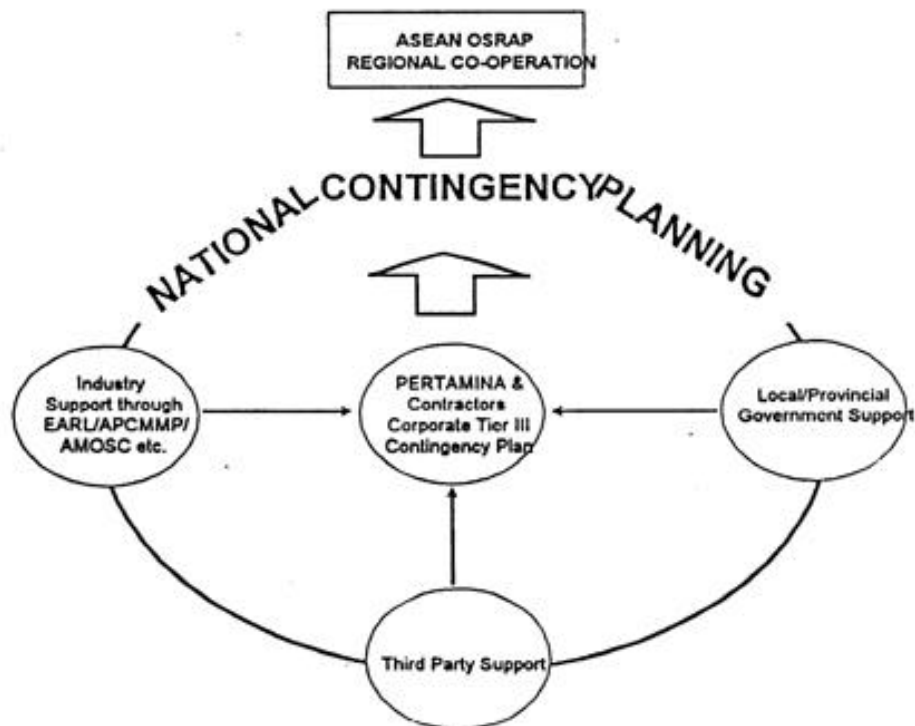 ASEAN OSRAP
REGIONAL CO-OPERATION
NATIONAL CONTINGENCY PLANNING
Industry
Support through
EARL/APCMMP/
AMOSC etc.
PERTAMINA &
Contractors
Corporate Tier III
Contingency Plan
Local/Provincial
Government Support
Third Party Support